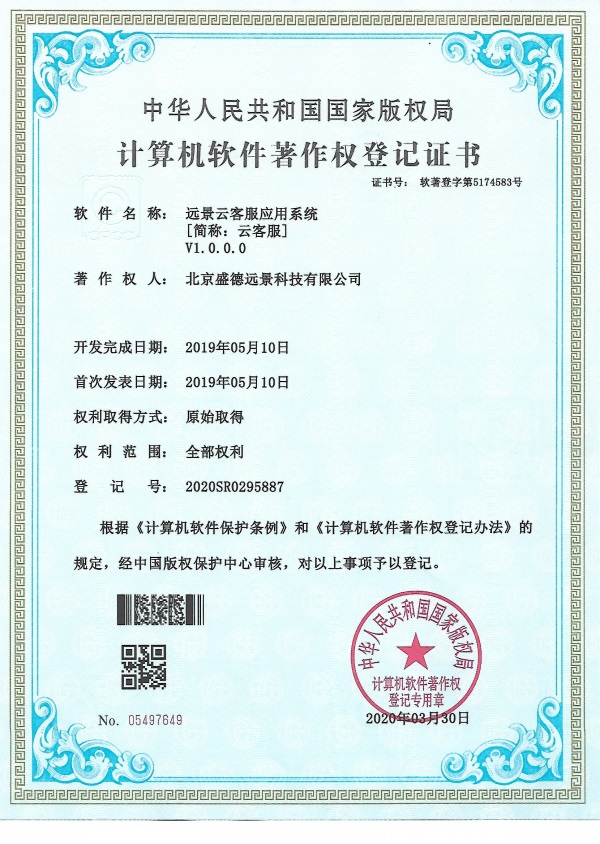 中华人民共和国国家版权局
计算机软件著作权登记证书
证书号： 软著登字第5174583号
软件名称： 远景云客服应用系统
[简称：云客服]
V1.0.0.0
著作权人： 北京盛德远景科技有限公司
开发完成日期： 2019年05月10日
首次发表日期： 2019年05月10日
权利取得方式： 原始取得
权利范围： 全部权利
登记号： 2020SR0295887
根据《计算机软件保护条例》和《计算机软件著作权登记办法》的
规定，经中国版权保护中心审核，对以上事项予以登记。
中华人民共和国国家版权局
计算机软件著作权
登记专用章
No. 05497649
2020年03月30日